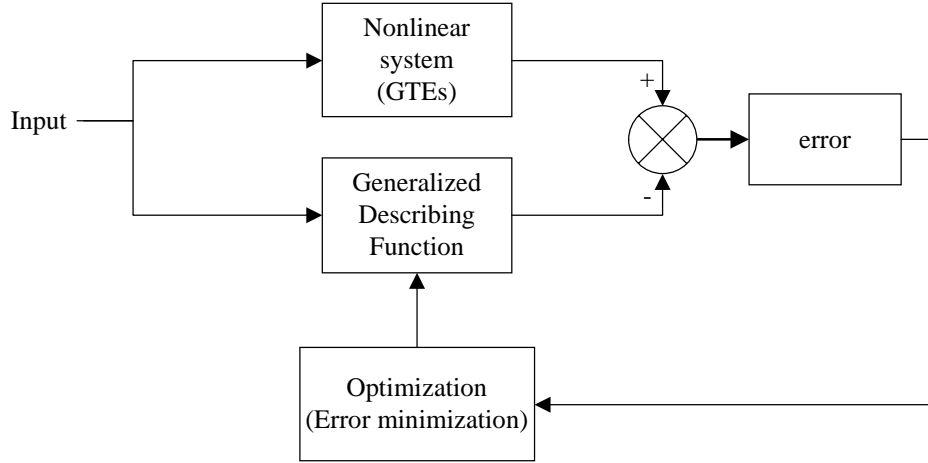 Nonlinear
system
(GTEs)
+
Input
error
Generalized
Describing
Function
-
Optimization
(Error minimization)